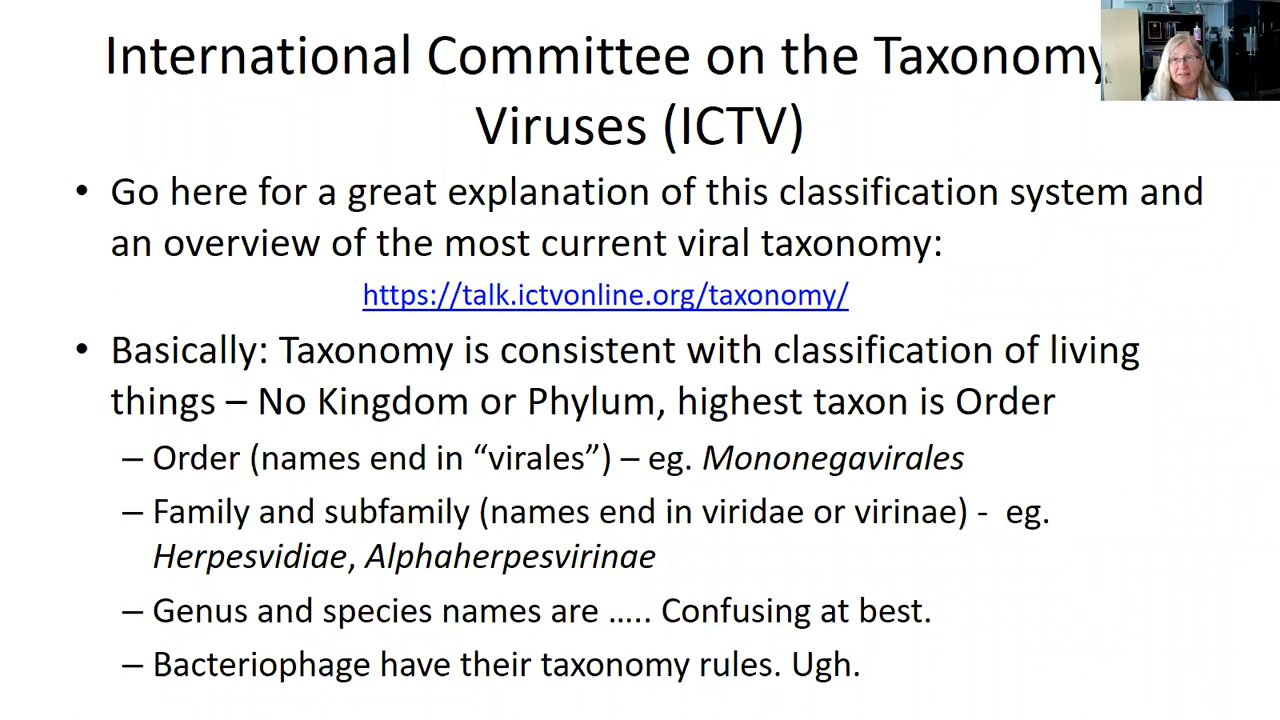 International Committee on the Taxonomy
Viruses (ICTV)
• Go here for a great explanation of this classification system and
an overview of the most current viral taxonomy:
https://talk.ictvonline.org/taxonomy/
• Basically: Taxonomy is consistent with classification of living
things – No Kingdom or Phylum, highest taxon is Order
– Order (names end in “virales”) – eg. Mononegavirales
– Family and subfamily (names end in viridae or virinae) - eg.
Herpesvidiae, Alphaherpesvirinae
– Genus and species names are ….. Confusing at best.
– Bacteriophage have their taxonomy rules. Ugh.